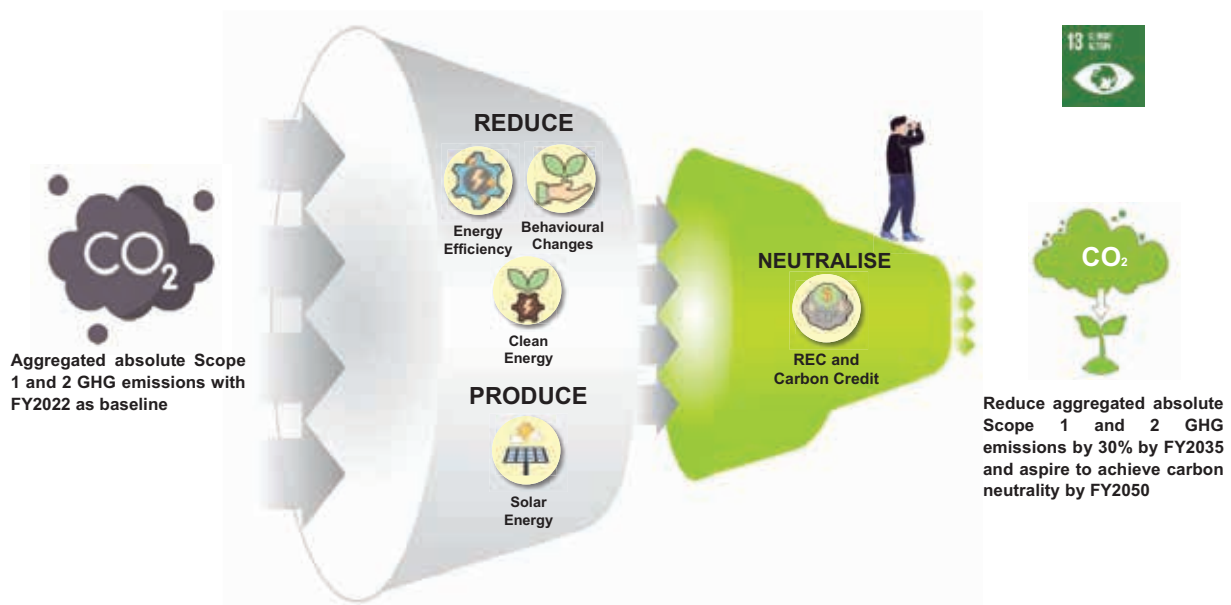 13 CLIMATE
ACTION
REDUCE
Energy
Efficiency
Behavioural
Changes
Clean
Energy
PRODUCE
Solar
Energy
NEUTRALISE
REC and
Carbon Credit
CO2
Aggregated absolute Scope
1 and 2 GHG emissions with
FY2022 as baseline
CO2
Reduce aggregated absolute
Scope 1 and 2 GHG
emissions by 30% by FY2035
and aspire to achieve carbon
neutrality by FY2050